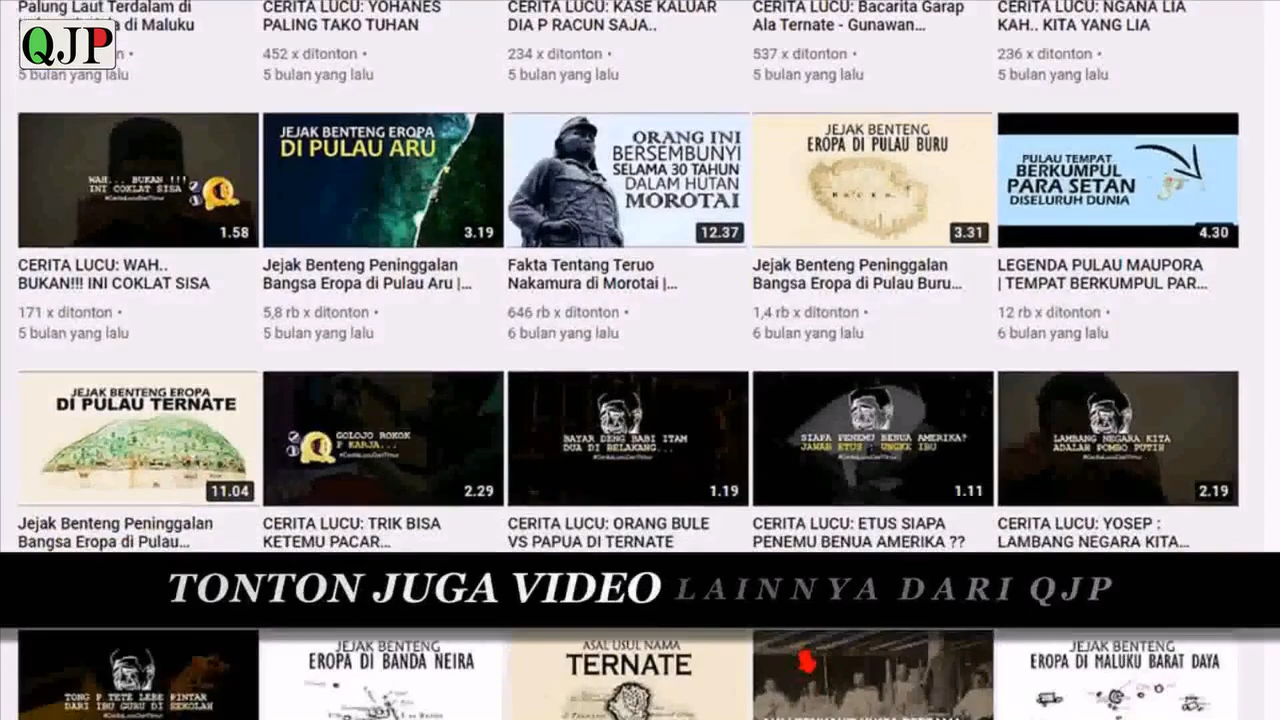 Palung Laut Terdalam di
CERITA LUCU: YOHANES
CERITA LUCU: KASE KALUAR
CERITA LUCU: Bacarita Garap
CERITA LUCU: NGANA LIA
di Maluku
PALING TAKO TUHAN
DIA P RACUN SAJA..
Ala Ternate - Gunawan...
KAH.. KITA YANG LIA
QJP
452 x ditonton •
234 x ditonton •
537 x ditonton •
236 x ditonton •
5 bulan yang lalu
5 bulan yang lalu
5 bulan yang lalu
5 bulan yang lalu
5 bulan yang lalu
WAH... BUKAN !!!
INI COKLAT SISA
#CeritaLucuDariTimur
1.58
JEJAK BENTENG EROPA
DI PULAU ARU
3.19
ORANG INI
BERSEMBUNYI
SELAMA 30 TAHUN
DALAM HUTAN
MOROTAI
12.37
JEJAK BENTENG
EROPA DI PULAU BURU
3.31
PULAU TEMPAT
BERKUMPUL
PARA SETAN
DISELURUH DUNIA
4.30
CERITA LUCU: WAH..
BUKAN!!! INI COKLAT SISA
171 x ditonton •
5 bulan yang lalu
Jejak Benteng Peninggalan
Bangsa Eropa di Pulau Aru |...
5,8 rb x ditonton •
5 bulan yang lalu
Fakta Tentang Teruo
Nakamura di Morotai |...
646 rb x ditonton •
6 bulan yang lalu
Jejak Benteng Peninggalan
Bangsa Eropa di Pulau Buru...
1,4 rb x ditonton •
6 bulan yang lalu
LEGENDA PULAU MAUPORA
| TEMPAT BERKUMPUL PAR...
12 rb x ditonton •
6 bulan yang lalu
JEJAK BENTENG EROPA
DI PULAU TERNATE
11.04
GOLOJO ROKOK
P KARJA...
#CeritaLucuDariTimur
2.29
BAYAR DENG BABI ITAM
DUA DI BELAKANG...
#CeritaLucuDariTimur
1.19
SIAPA PENEMU BENUA AMERIKA?
JAWAB ETUS : UNGKE IBU
#CeritaLucuDariTimur
1.11
LAMBANG NEGARA KITA
ADALAH POMBO PUTIH
#CeritaLucuDariTimur
2.19
Jejak Benteng Peninggalan
Bangsa Eropa di Pulau...
CERITA LUCU: TRIK BISA
KETEMU PACAR...
CERITA LUCU: ORANG BULE
VS PAPUA DI TERNATE
CERITA LUCU: ETUS SIAPA
PENEMU BENUA AMERIKA ??
CERITA LUCU: YOSEP :
LAMBANG NEGARA KITA...
TONTON JUGA VIDEO LAINNYA DARI QJP
TONG P TETE LEBE PINTAR
DARI IBU GURU DI SEKOLAH
JEJAK BENTENG
EROPA DI BANDA NEIRA
ASAL USUL NAMA
TERNATE
JEJAK BENTENG
EROPA DI MALUKU BARAT DAYA